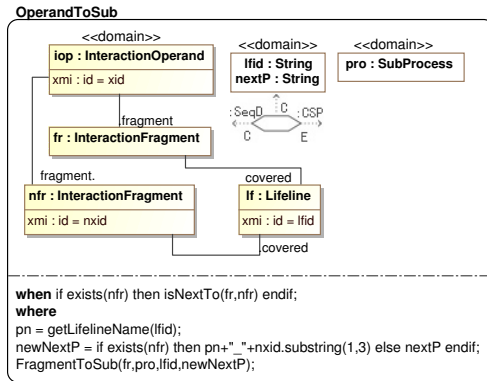 OperandToSub
<<domain>>
iop : InteractionOperand
xmi : id = xid
<<domain>>
lfid : String
nextP : String
<<domain>>
pro : SubProcess
:SeqD
C
:CSP
C
E
.fragment
fr : InteractionFragment
fragment.
covered
nfr : InteractionFragment
xmi : id = nxid
lf : Lifeline
xmi : id = lfid
.covered
when if exists(nfr) then isNextTo(fr,nfr) endif;
where
pn = getLifelineName(lfid);
newNextP = if exists(nfr) then pn+"_"+nxid.substring(1,3) else nextP endif;
FragmentToSub(fr,pro,lfid,newNextP);